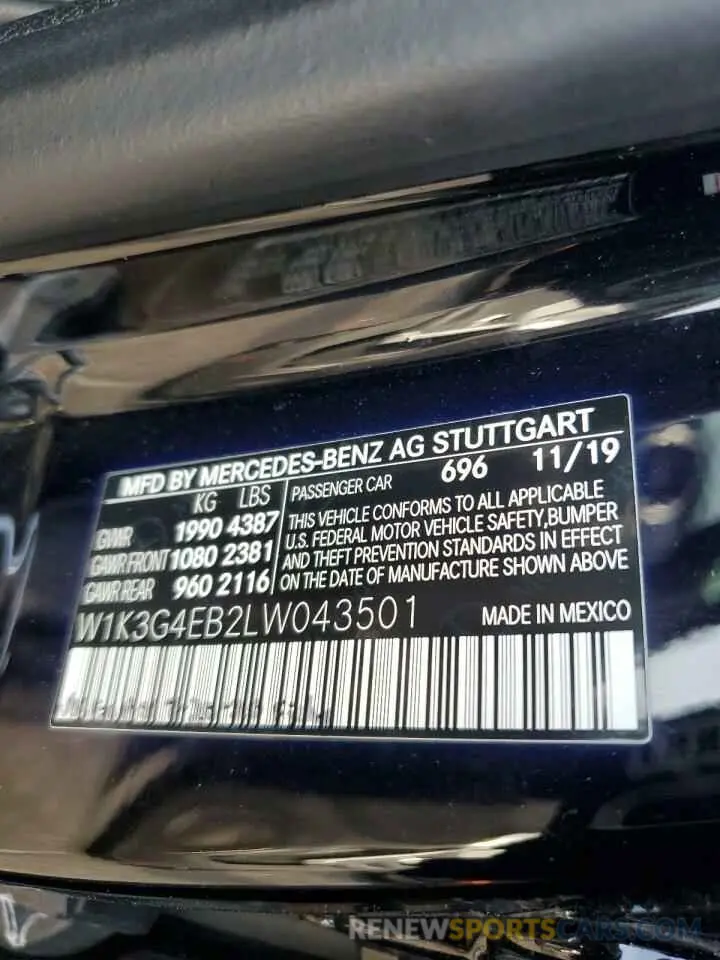 MFD BY MERCEDES-BENZ AG STUTTGART
KG LBS
GVWR 1990 4387
GAWR FRONT 1080 2381
GAWR REAR 960 2116
PASSENGER CAR 696 11/19
THIS VEHICLE CONFORMS TO ALL APPLICABLE
U.S. FEDERAL MOTOR VEHICLE SAFETY, BUMPER
AND THEFT PREVENTION STANDARDS IN EFFECT
ON THE DATE OF MANUFACTURE SHOWN ABOVE
W1K3G4EB2LW043501 MADE IN MEXICO
RENEWSPORTSCARS.COM